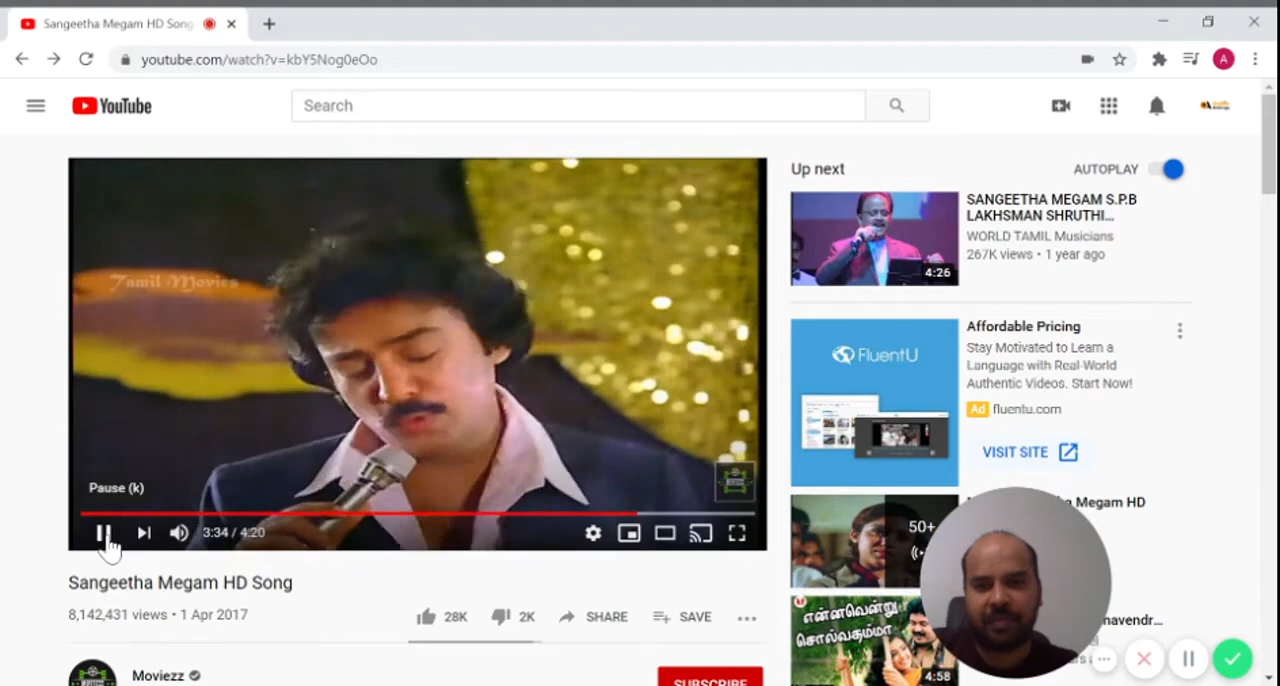 Sangeetha Megam HD Song
youtube.com/watch?v=kbY5Nog0eOo
A
YouTube
Search
Tamil Movies
Pause (k)
3:34 / 4:20
Sangeetha Megam HD Song
8,142,431 views • 1 Apr 2017
28K
2K
SHARE
SAVE
Moviezz
SUBSCRIBE
Up next
AUTOPLAY
4:26
SANGEETHA MEGAM S.P.B
LAKHSMAN SHRUTHI...
WORLD TAMIL Musicians
267K views • 1 year ago
FluentU
Affordable Pricing
Stay Motivated to Learn a
Language with Real-World
Authentic Videos. Start Now!
Ad fluentu.com
VISIT SITE
50+
Megam HD
என்னவென்று
சொல்வதம்மா
4:58